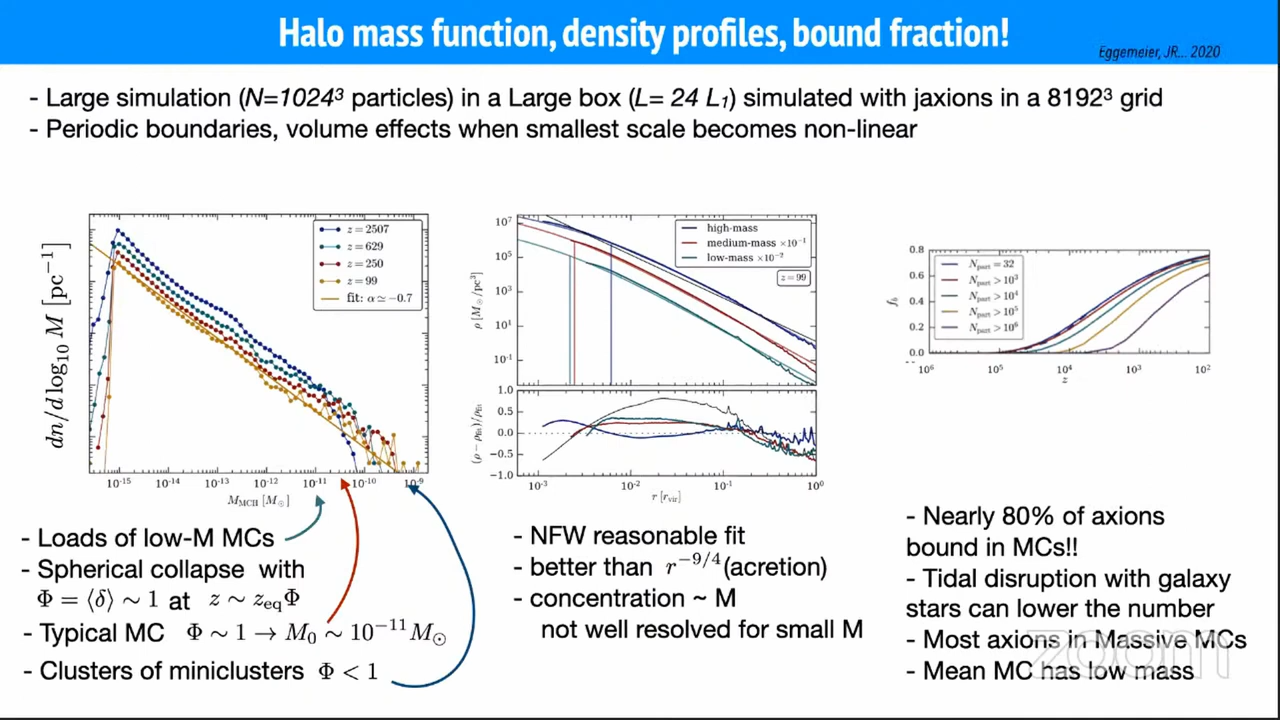 Halo mass function, density profiles, bound fraction!
Eggemeier, JR... 2020
- Large simulation (N=1024³ particles) in a Large box (L= 24 L₁) simulated with jaxions in a 8192³ grid
- Periodic boundaries, volume effects when smallest scale becomes non-linear
dn/d log₁₀ M [pc⁻¹]
z = 2507
z = 629
z = 250
z = 99
fit: α ≃ −0.7
10⁻¹⁵ 10⁻¹⁴ 10⁻¹³ 10⁻¹² 10⁻¹¹ 10⁻¹⁰ 10⁻⁹
M_MCH [M⊙]
- Loads of low-M MCs
- Spherical collapse with
Φ = ⟨δ⟩ ∼ 1 at z ∼ z_eqΦ
- Typical MC Φ ∼ 1 → M₀ ∼ 10⁻¹¹M⊙
- Clusters of miniclusters Φ < 1
high-mass
medium-mass ×10⁻¹
low-mass ×10⁻²
z = 99
10⁷
10⁵
10³
10¹
10⁻¹
ρ [M⊙/pc³]
1.0
0.5
0.0
−0.5
−1.0
(ρ − ρ_fit)/ρ_fit
10⁻³ 10⁻² 10⁻¹ 10⁰
r [r_vir]
- NFW reasonable fit
- better than r⁻⁹/⁴ (accretion)
- concentration ~ M
not well resolved for small M
0.8
0.6
0.4
0.2
0.0
f_b
N_part = 32
N_part > 10³
N_part > 10⁴
N_part > 10⁵
N_part > 10⁶
10⁶ 10⁵ 10⁴ 10³ 10²
z
- Nearly 80% of axions
bound in MCs!!
- Tidal disruption with galaxy
stars can lower the number
- Most axions in Massive MCs
- Mean MC has low mass
zoom